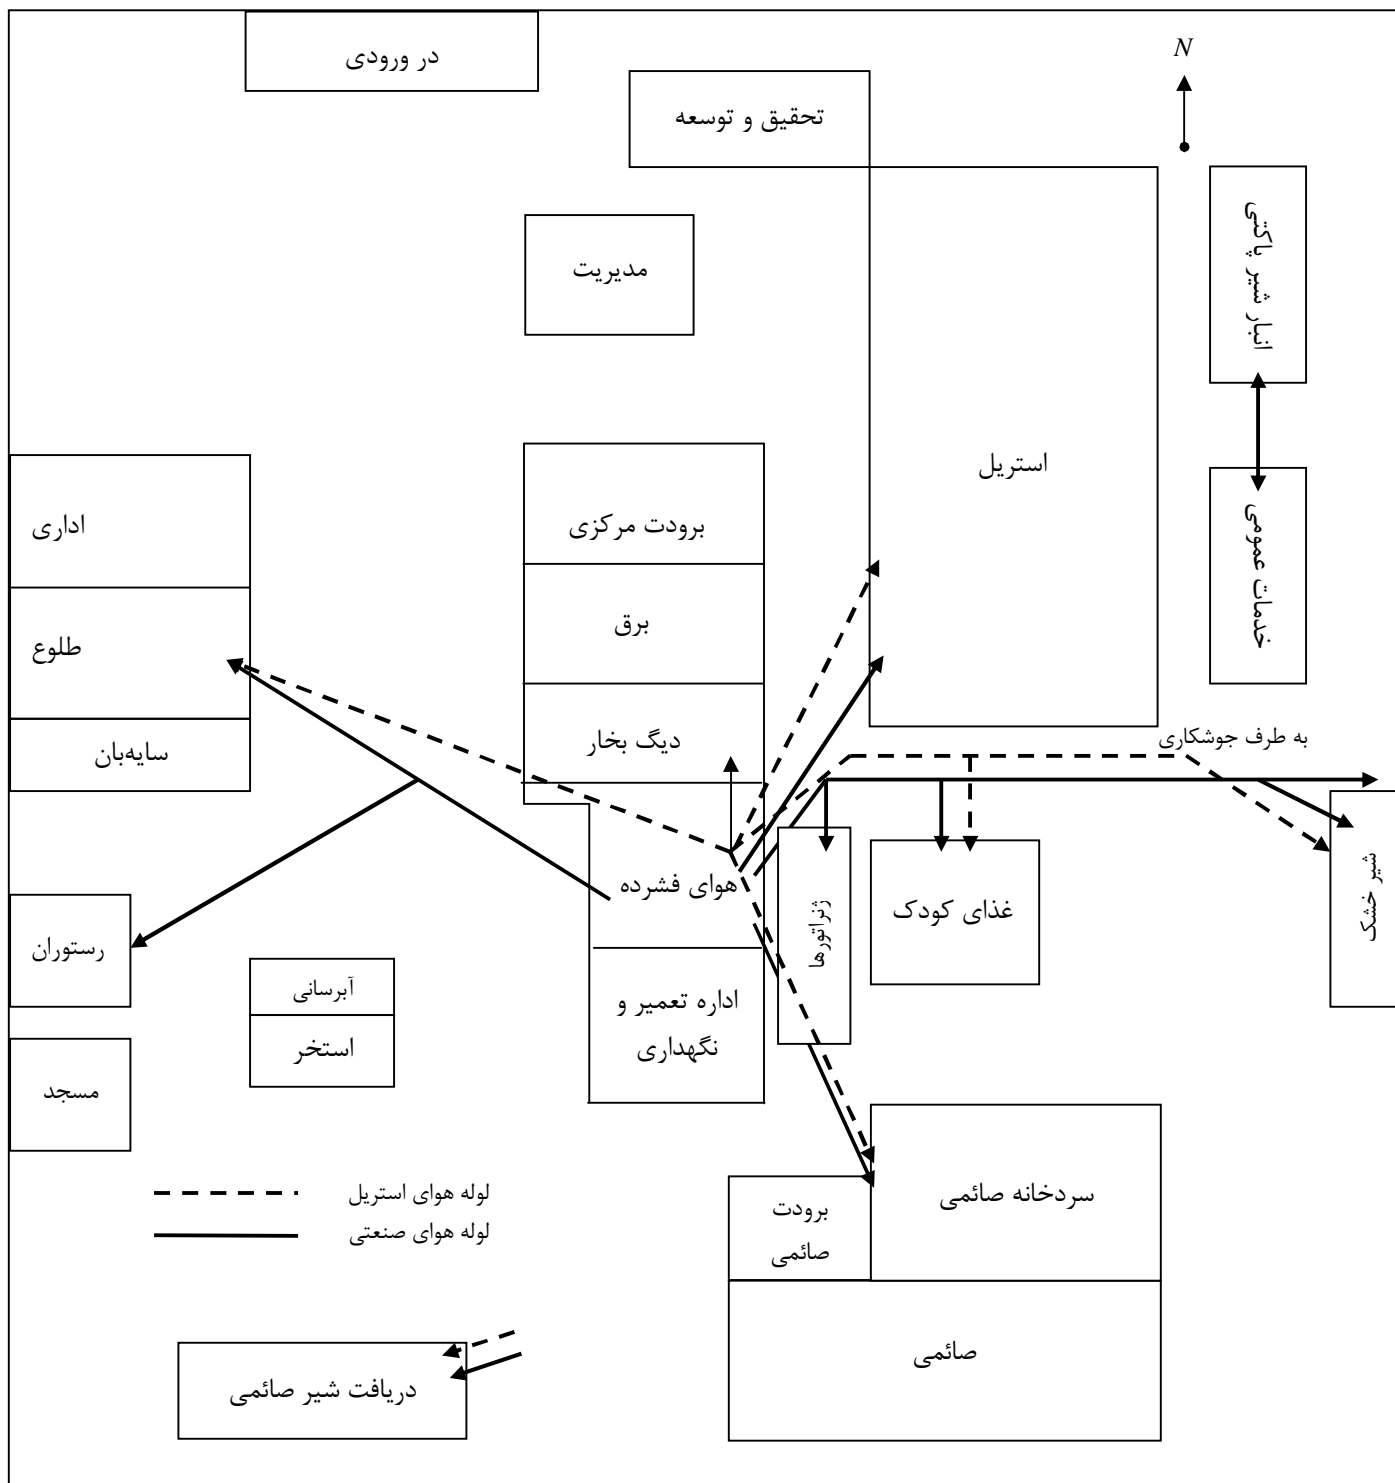 در ورودی
N
تحقیق و توسعه
انبار شیر پاکتی
مدیریت
استریل
اداری
برودت مرکزی
خدمات عمومی
برق
طلوع
دیگ بخار
سایه‌بان
به طرف جوشکاری
هوای فشرده
ژنراتورها
غذای کودک
شیر خشک
رستوران
آبرسانی
اداره تعمیر و
نگهداری
استخر
مسجد
لوله هوای استریل
لوله هوای صنعتی
سردخانه صائمی
برودت
صائمی
صائمی
دریافت شیر صائمی